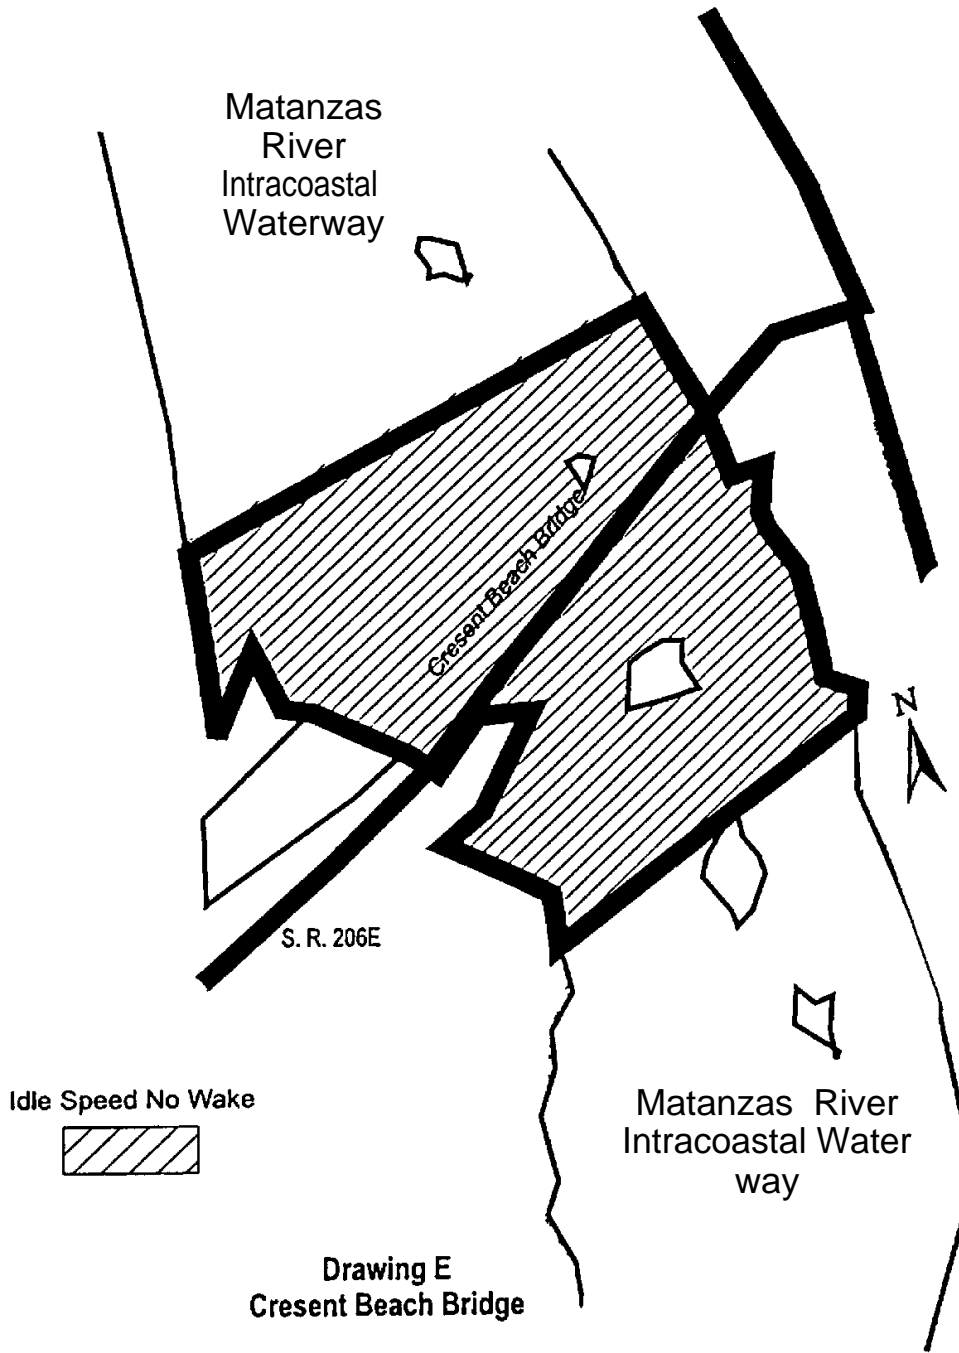 Matanzas
River
Intracoastal
Waterway
Cresent Beach Bridge
N
S. R. 206E
Idle Speed No Wake
Matanzas River
Intracoastal Water
way
Drawing E
Cresent Beach Bridge